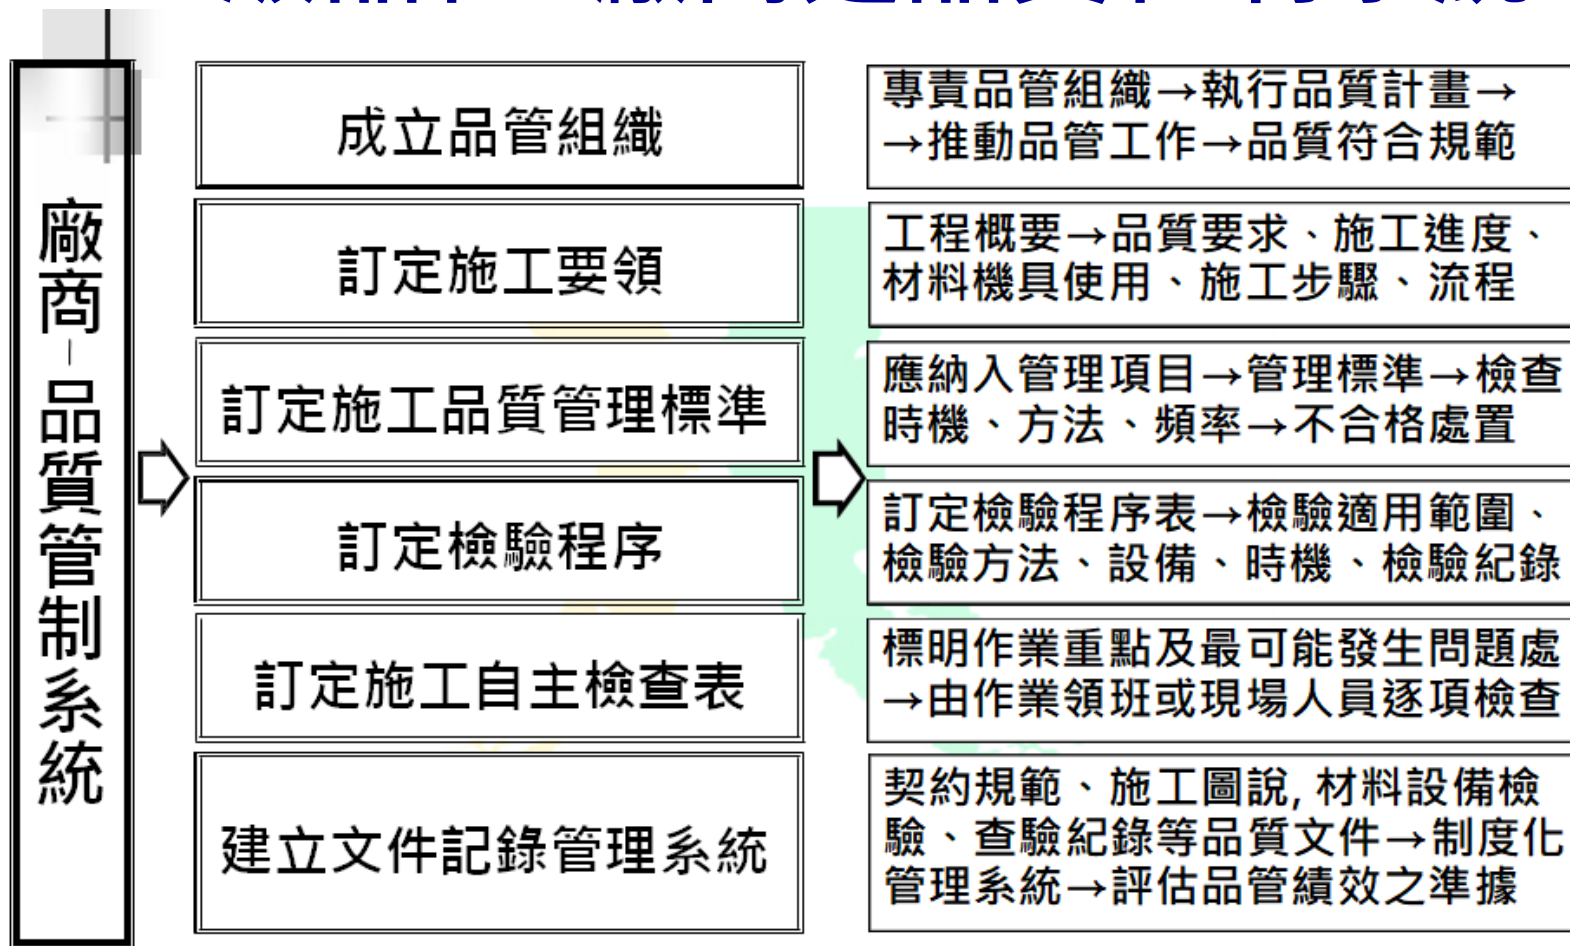 廠商-品質管制系統
成立品管組織
專責品管組織→執行品質計畫→
→推動品管工作→品質符合規範
訂定施工要領
工程概要→品質要求、施工進度、
材料機具使用、施工步驟、流程
訂定施工品質管理標準
應納入管理項目→管理標準→檢查
時機、方法、頻率→不合格處置
訂定檢驗程序
訂定檢驗程序表→檢驗適用範圍、
檢驗方法、設備、時機、檢驗紀錄
訂定施工自主檢查表
標明作業重點及最可能發生問題處
→由作業領班或現場人員逐項檢查
建立文件記錄管理系統
契約規範、施工圖說,材料設備檢
驗、查驗紀錄等品質文件→制度化
管理系統→評估品管績效之準據